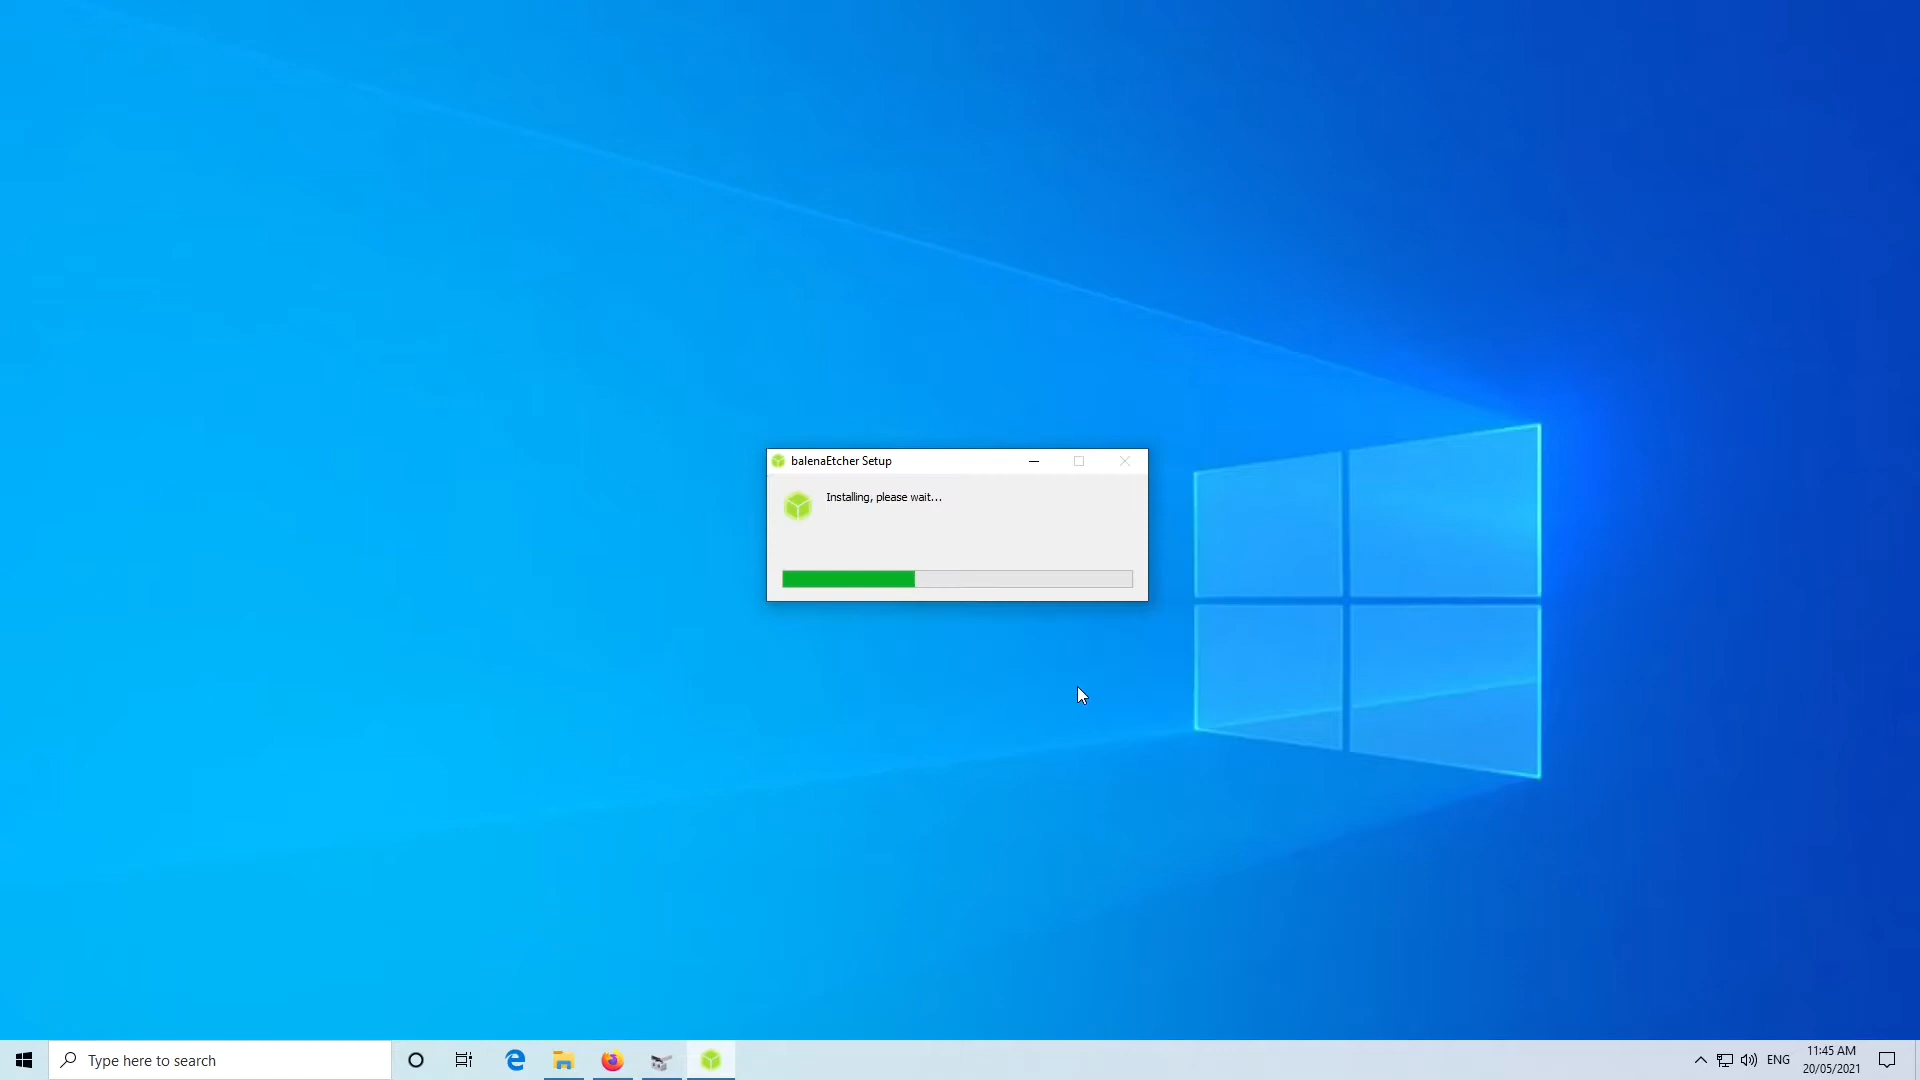 balenaEtcher Setup
Installing, please wait...
Type here to search
ENG
11:45 AM
20/05/2021